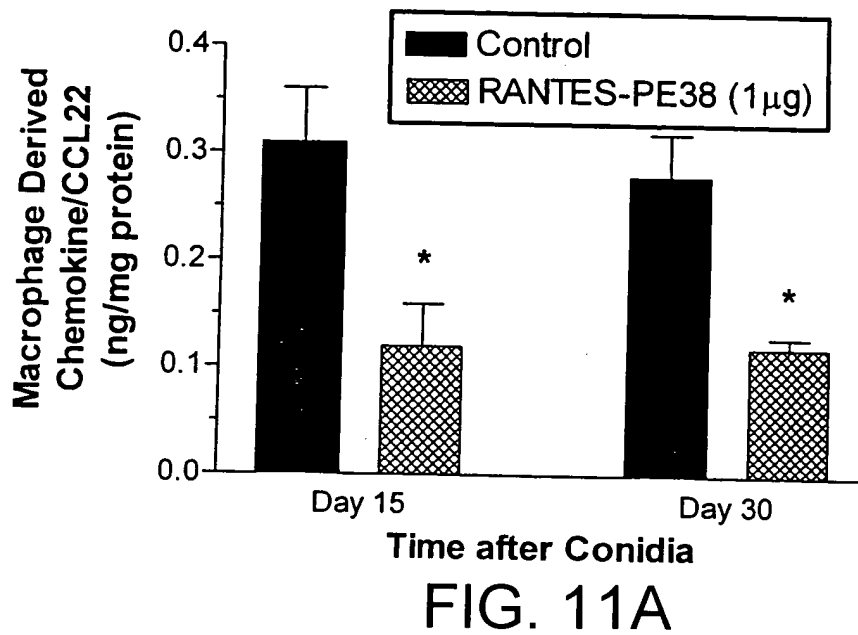 Control
RANTES-PE38 (1μg)
Macrophage Derived
Chemokine/CCL22
(ng/mg protein)
0.4
0.3
0.2
0.1
0.0
*
*
Day 15
Day 30
Time after Conidia
FIG. 11A